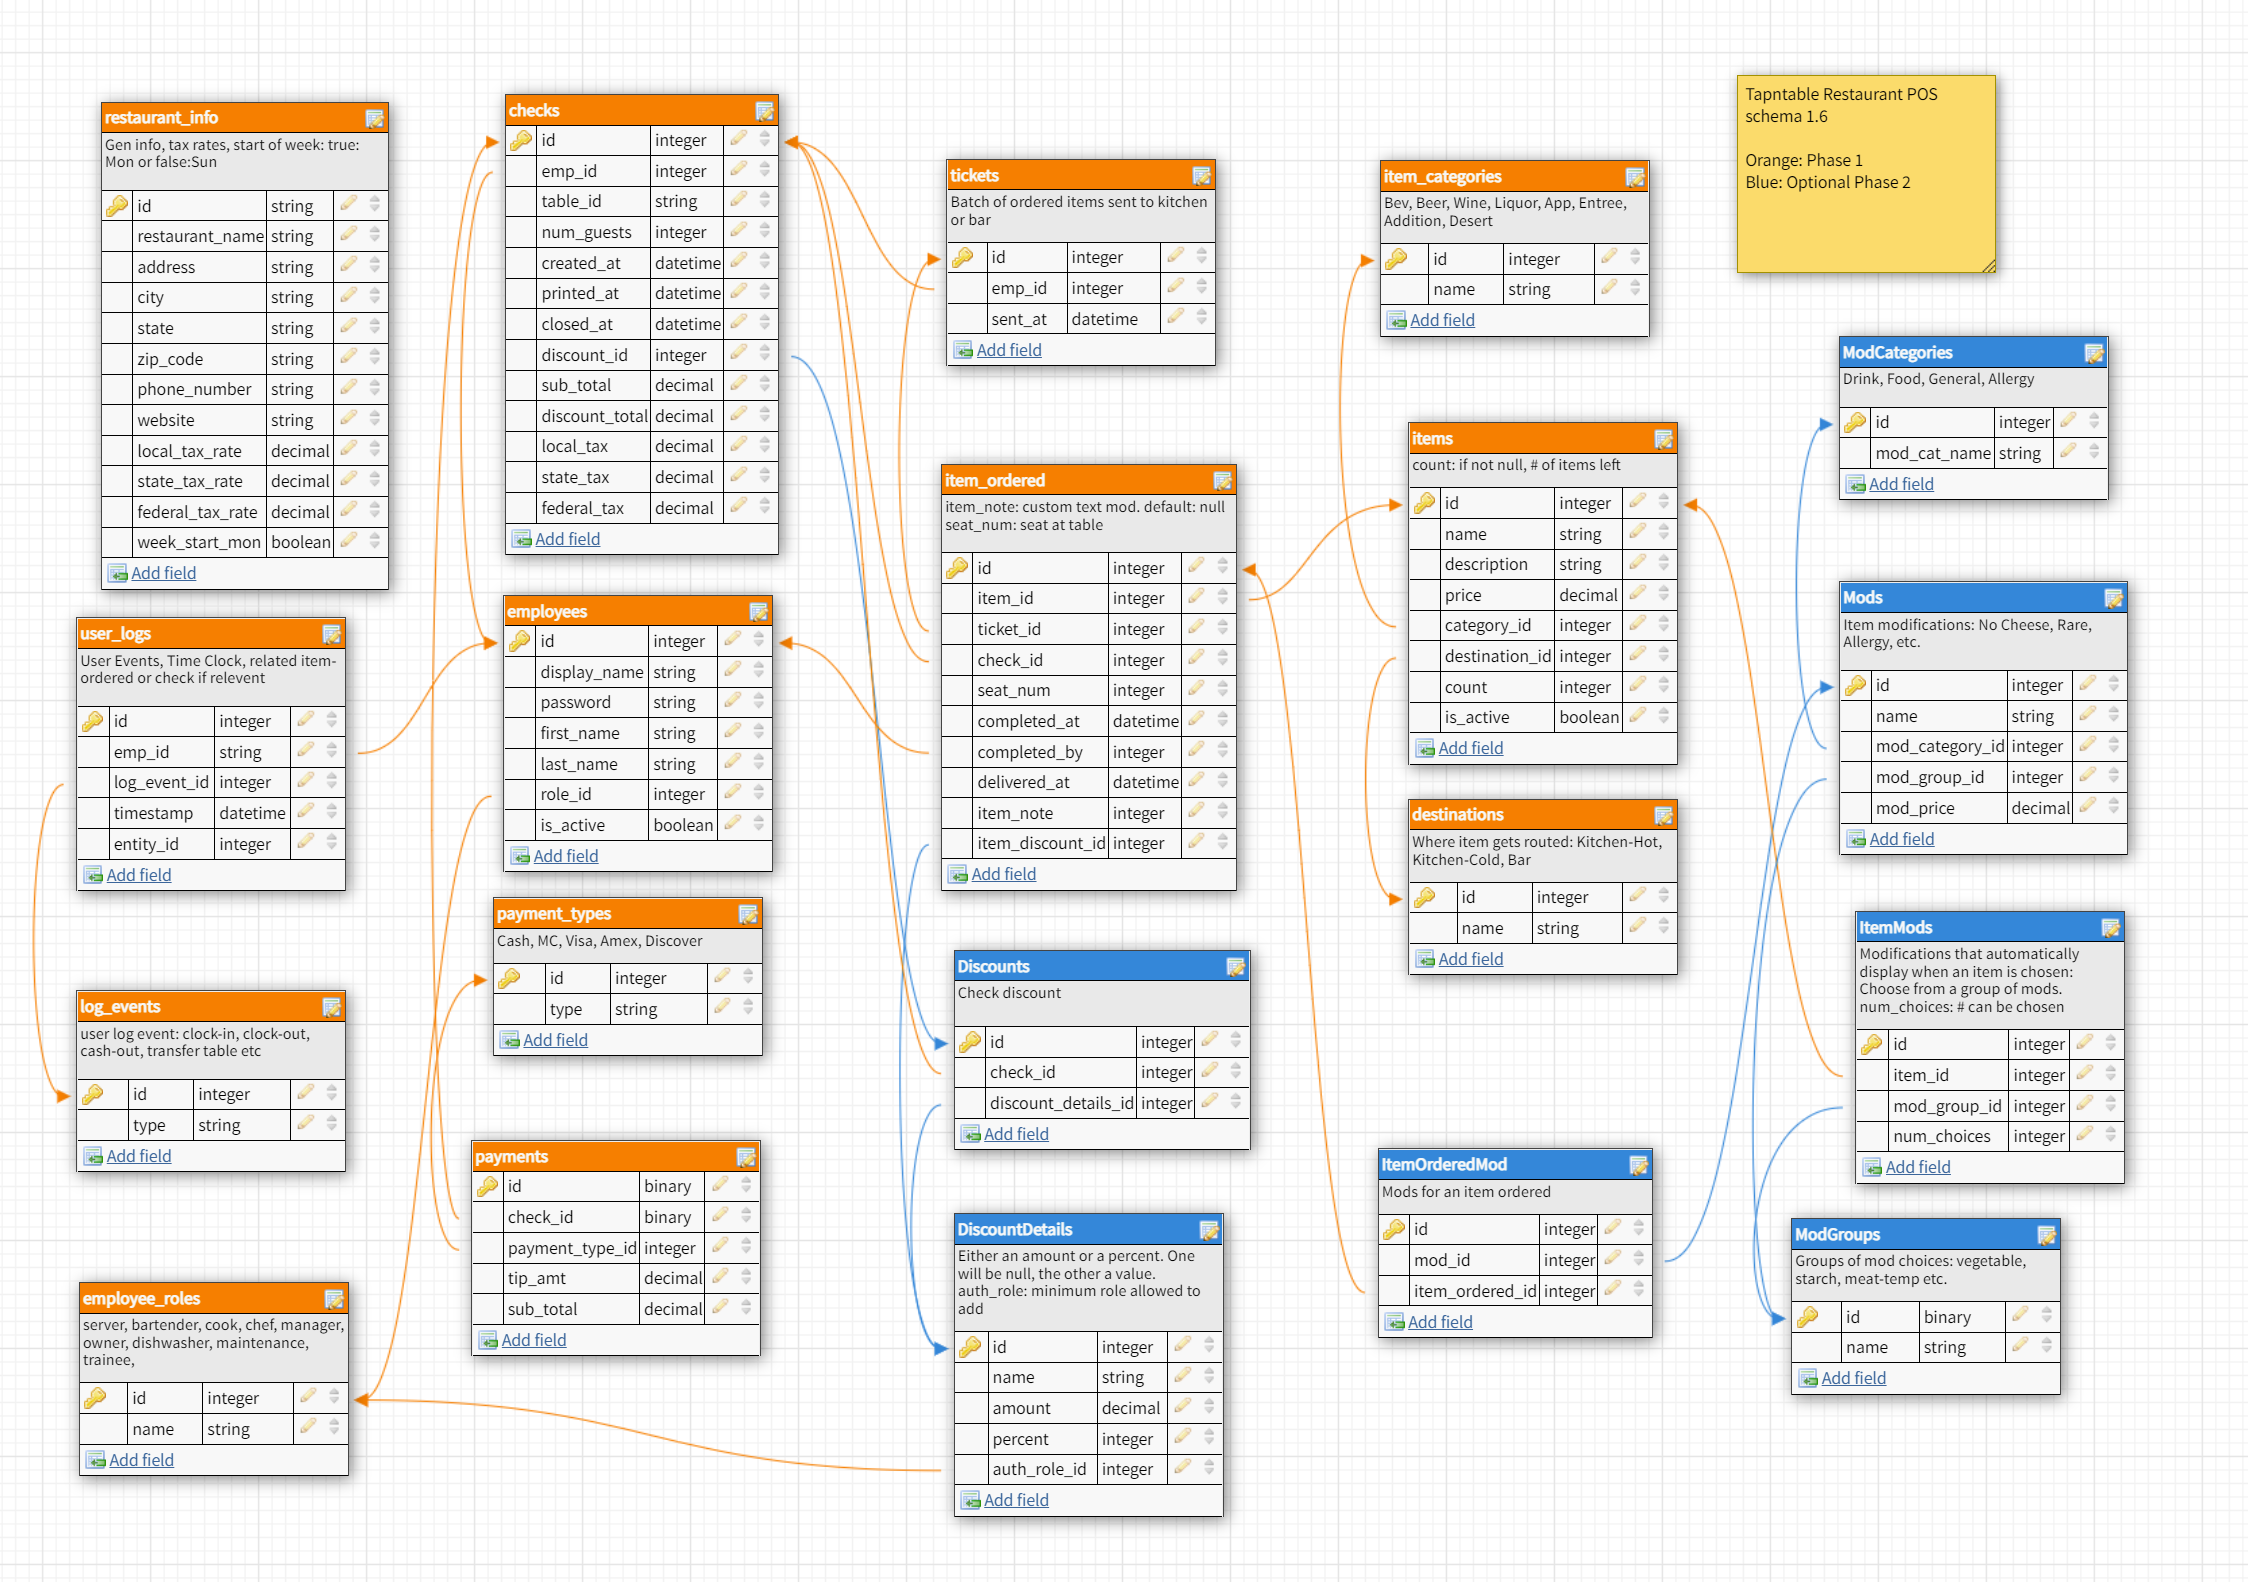 restaurant_info
Gen info, tax rates, start of week: true:
Mon or false:Sun
id string
restaurant_name string
address string
city string
state string
zip_code string
phone_number string
website string
local_tax_rate decimal
state_tax_rate decimal
federal_tax_rate decimal
week_start_mon boolean
Add field
user_logs
User Events, Time Clock, related item-
ordered or check if relevent
id integer
emp_id string
log_event_id integer
timestamp datetime
entity_id integer
Add field
log_events
user log event: clock-in, clock-out,
cash-out, transfer table etc
id integer
type string
Add field
employee_roles
server, bartender, cook, chef, manager,
owner, dishwasher, maintenance,
trainee,
id integer
name string
Add field
checks
id integer
emp_id integer
table_id string
num_guests integer
created_at datetime
printed_at datetime
closed_at datetime
discount_id integer
sub_total decimal
discount_total decimal
local_tax decimal
state_tax decimal
federal_tax decimal
Add field
employees
id integer
display_name string
password string
first_name string
last_name string
role_id integer
is_active boolean
Add field
payment_types
Cash, MC, Visa, Amex, Discover
id integer
type string
Add field
payments
id binary
check_id binary
payment_type_id integer
tip_amt decimal
sub_total decimal
Add field
tickets
Batch of ordered items sent to kitchen
or bar
id integer
emp_id integer
sent_at datetime
Add field
item_ordered
item_note: custom text mod. default: null
seat_num: seat at table
id integer
item_id integer
ticket_id integer
check_id integer
seat_num integer
completed_at datetime
completed_by integer
delivered_at datetime
item_note integer
item_discount_id integer
Add field
Discounts
Check discount
id integer
check_id integer
discount_details_id integer
Add field
DiscountDetails
Either an amount or a percent. One
will be null, the other a value.
auth_role: minimum role allowed to
add
id integer
name string
amount decimal
percent integer
auth_role_id integer
Add field
item_categories
Bev, Beer, Wine, Liquor, App, Entree,
Addition, Desert
id integer
name string
Add field
items
count: if not null, # of items left
id integer
name string
description string
price decimal
category_id integer
destination_id integer
count integer
is_active boolean
Add field
destinations
Where item gets routed: Kitchen-Hot,
Kitchen-Cold, Bar
id integer
name string
Add field
ItemOrderedMod
Mods for an item ordered
id integer
mod_id integer
item_ordered_id integer
Add field
Tapntable Restaurant POS
schema 1.6
Orange: Phase 1
Blue: Optional Phase 2
ModCategories
Drink, Food, General, Allergy
id integer
mod_cat_name string
Add field
Mods
Item modifications: No Cheese, Rare,
Allergy, etc.
id integer
name string
mod_category_id integer
mod_group_id integer
mod_price decimal
Add field
ItemMods
Modifications that automatically
display when an item is chosen:
Choose from a group of mods.
num_choices: # can be chosen
id integer
item_id integer
mod_group_id integer
num_choices integer
Add field
ModGroups
Groups of mod choices: vegetable,
starch, meat-temp etc.
id binary
name string
Add field